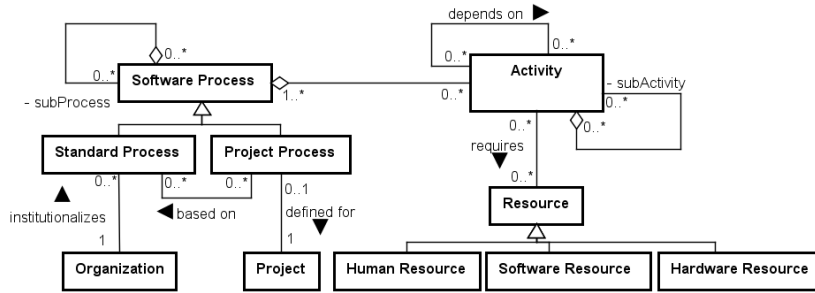 depends on
0..*
0..*
0..*
Software Process
0..*
Activity
- subActivity
- subProcess
1..*
0..*
0..*
0..*
0..*
Standard Process
Project Process
requires
0..*
0..*
0..*
0..1
0..*
institutionalizes
based on
defined for
Resource
1
1
Organization
Project
Human Resource
Software Resource
Hardware Resource